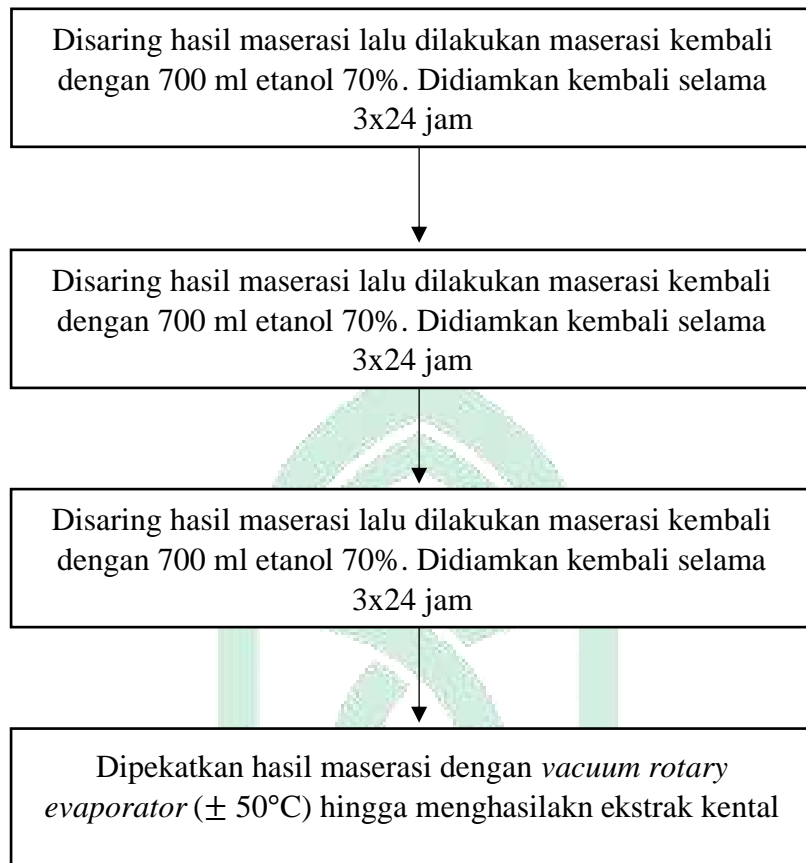 Disaring hasil maserasi lalu dilakukan maserasi kembali
dengan 700 ml etanol 70%. Didiamkan kembali selama
3x24 jam
Disaring hasil maserasi lalu dilakukan maserasi kembali
dengan 700 ml etanol 70%. Didiamkan kembali selama
3x24 jam
Disaring hasil maserasi lalu dilakukan maserasi kembali
dengan 700 ml etanol 70%. Didiamkan kembali selama
3x24 jam
Dipekatkan hasil maserasi dengan vacuum rotary
evaporator (± 50°C) hingga menghasilakn ekstrak kental